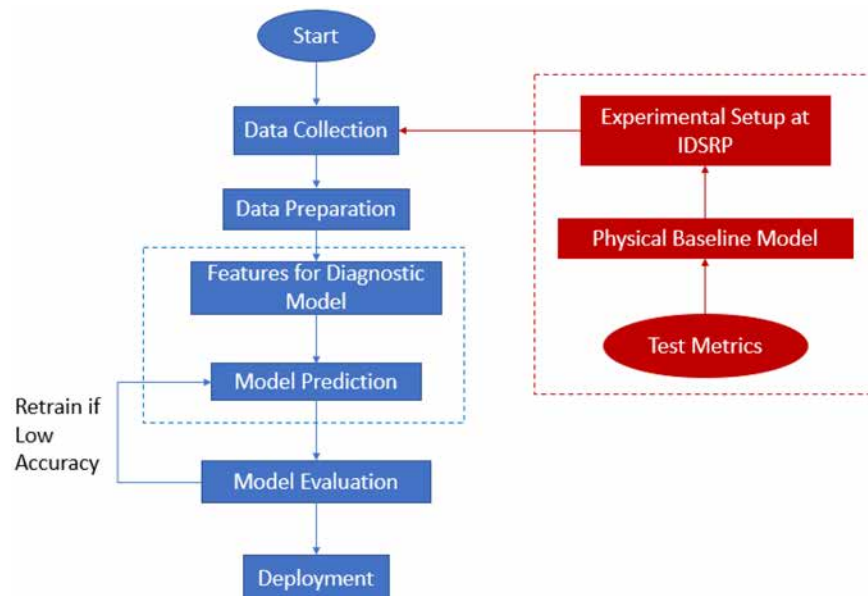 Start
Data Collection
Data Preparation
Features for Diagnostic
Model
Model Prediction
Retrain if
Low
Accuracy
Model Evaluation
Deployment
Experimental Setup at
IDSRP
Physical Baseline Model
Test Metrics